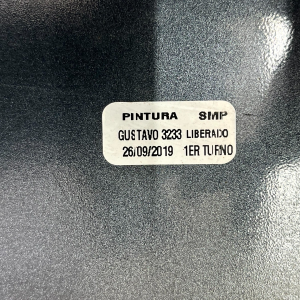 PINTURA SMP
GUSTAVO 3233 LIBERADO
26/09/2019 1ER TURNO